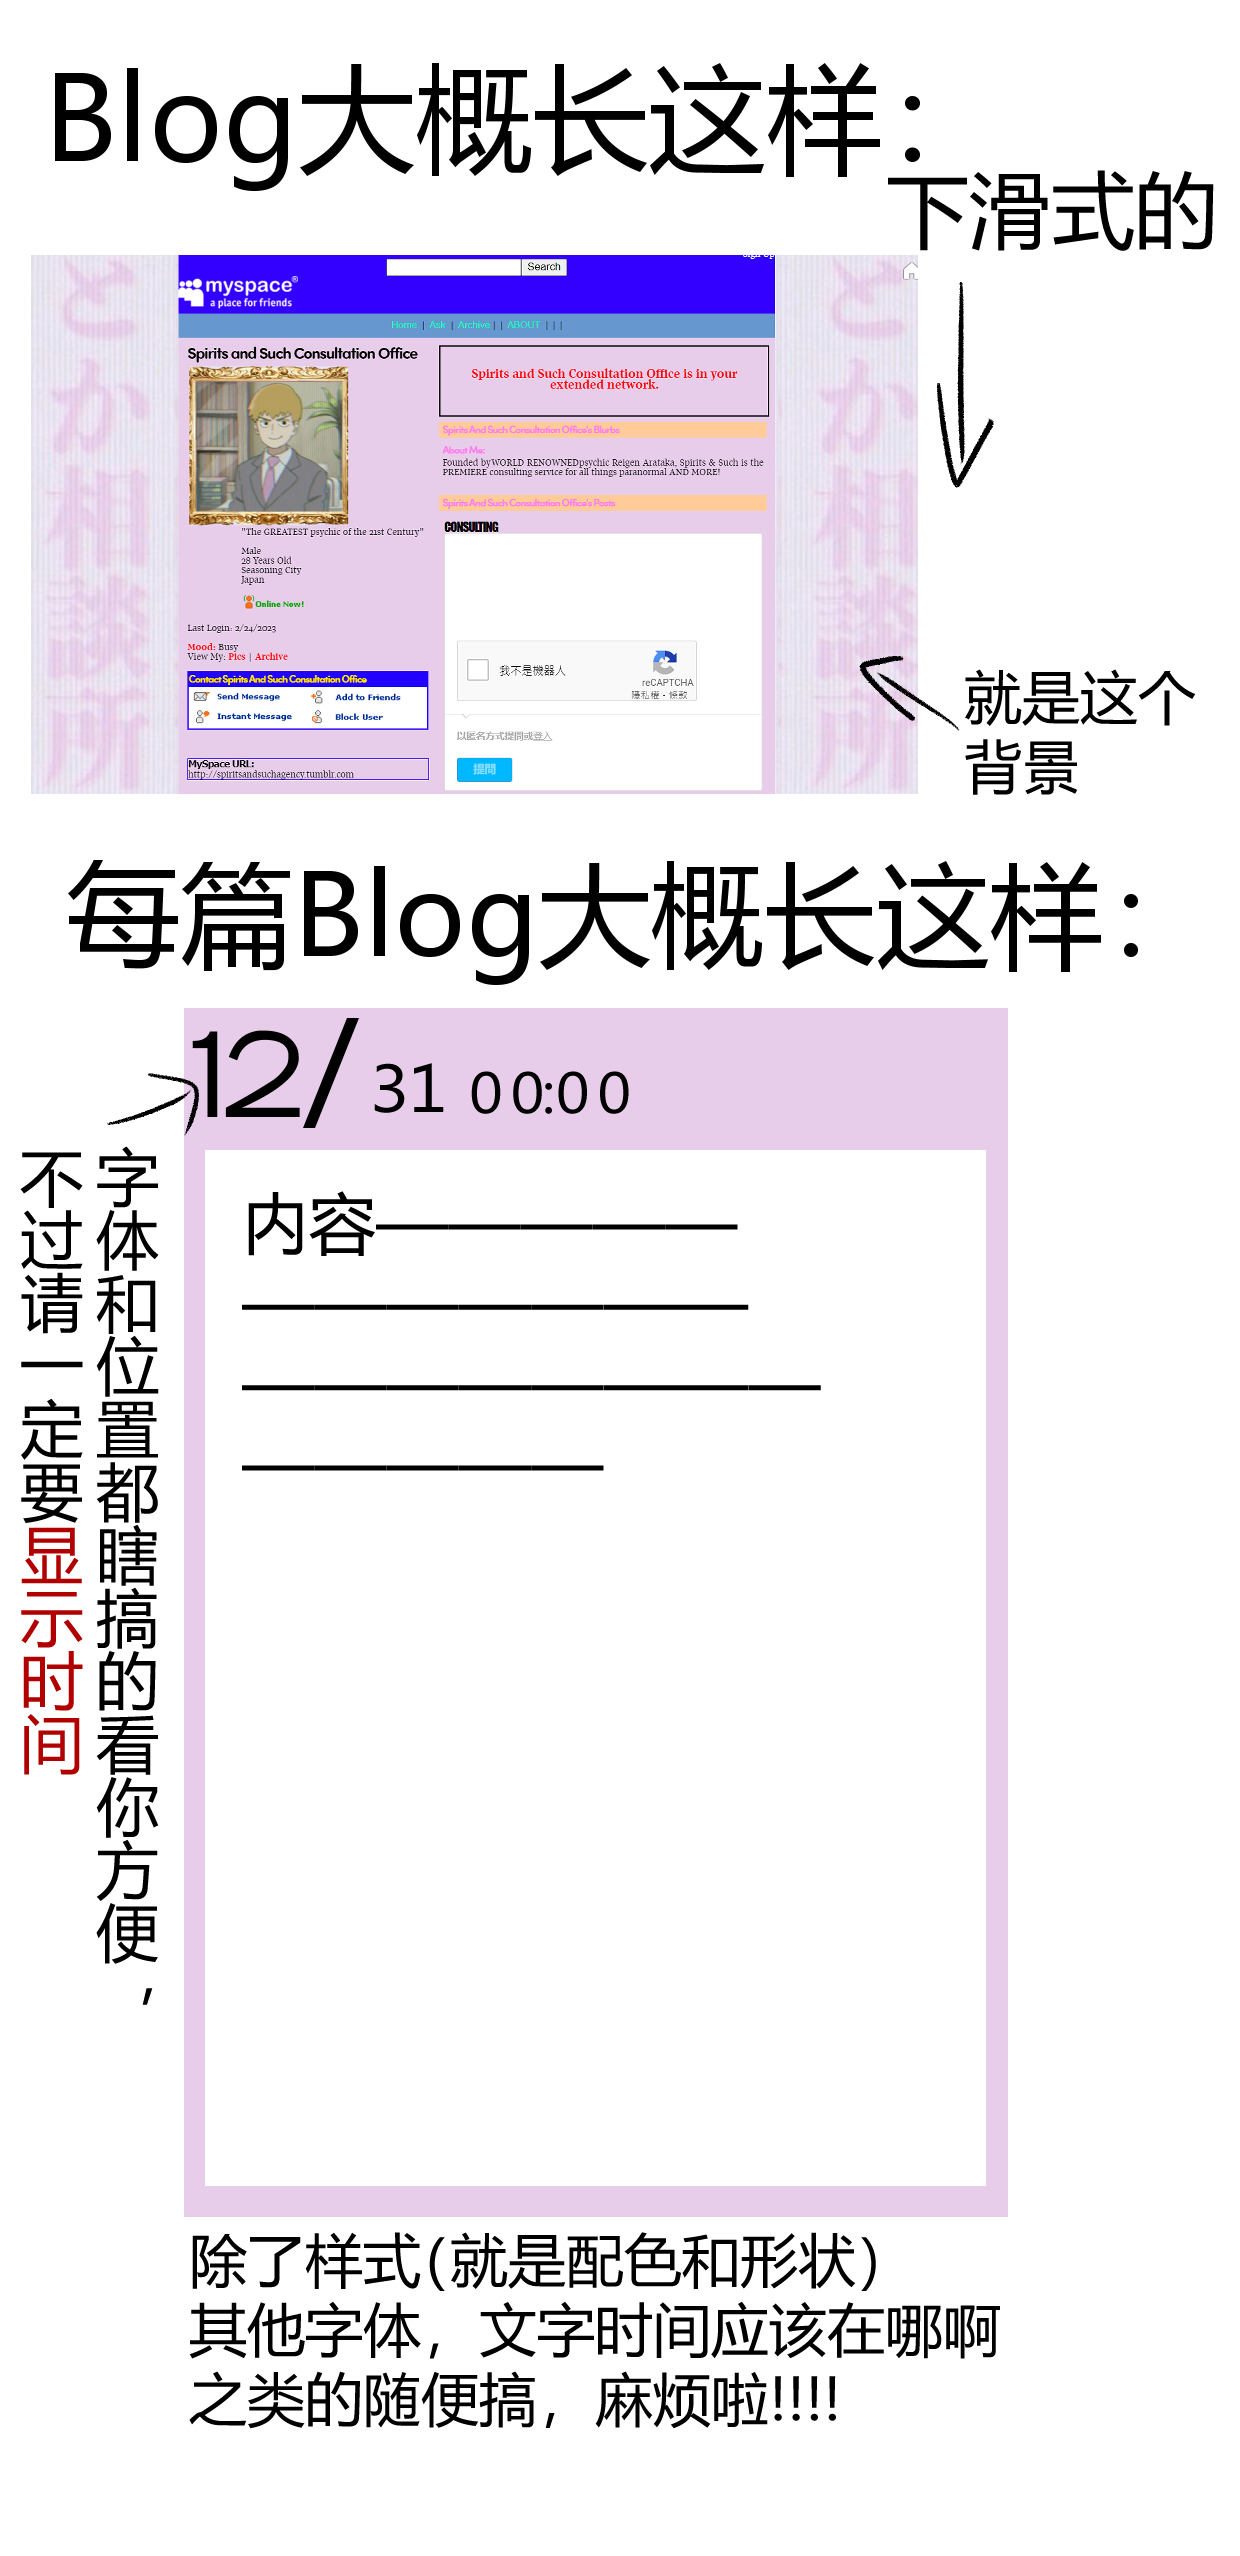 Blog大概长这样：
下滑式的
Sign Up
Search
myspace®
a place for friends
Home | Ask | Archive | | ABOUT | | |
Spirits and Such Consultation Office
"The GREATEST psychic of the 21st Century"
Male
28 Years Old
Seasoning City
Japan
Online Now!
Last Login: 2/24/2023
Mood: Busy
View My: Pics | Archive
Contact Spirits And Such Consultation Office
Send Message
Add to Friends
Instant Message
Block User
MySpace URL:
http://spiritsandsuchagency.tumblr.com
Spirits and Such Consultation Office is in your
extended network.
Spirits And Such Consultation Office's Blurbs
About Me:
Founded byWORLD RENOWNEDpsychic Reigen Arataka, Spirits & Such is the
PREMIERE consulting service for all things paranormal AND MORE!
Spirits And Such Consultation Office's Posts
CONSULTING
我不是機器人
reCAPTCHA
隱私權 - 條款
以匿名方式提問或登入
提問
就是这个
背景
每篇Blog大概长这样：
12/31 00:00
字体和位置都瞎搞的看你方便，
不过请一定要显示时间
内容—————
———————
————————
—————
除了样式(就是配色和形状)
其他字体，文字时间应该在哪啊
之类的随便搞，麻烦啦!!!!